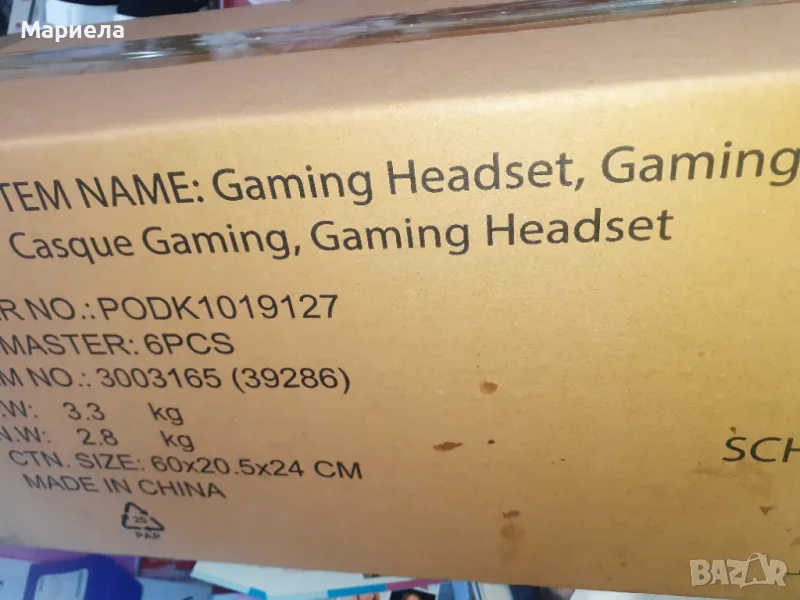 Мариела
TEM NAME: Gaming Headset, Gaming
Casque Gaming, Gaming Headset
R NO.: PODK1019127
MASTER: 6PCS
M NO.: 3003165 (39286)
.W: 3.3 kg
N.W: 2.8 kg
CTN. SIZE: 60x20.5x24 CM
MADE IN CHINA
20
PAP
SCH
BAZAR